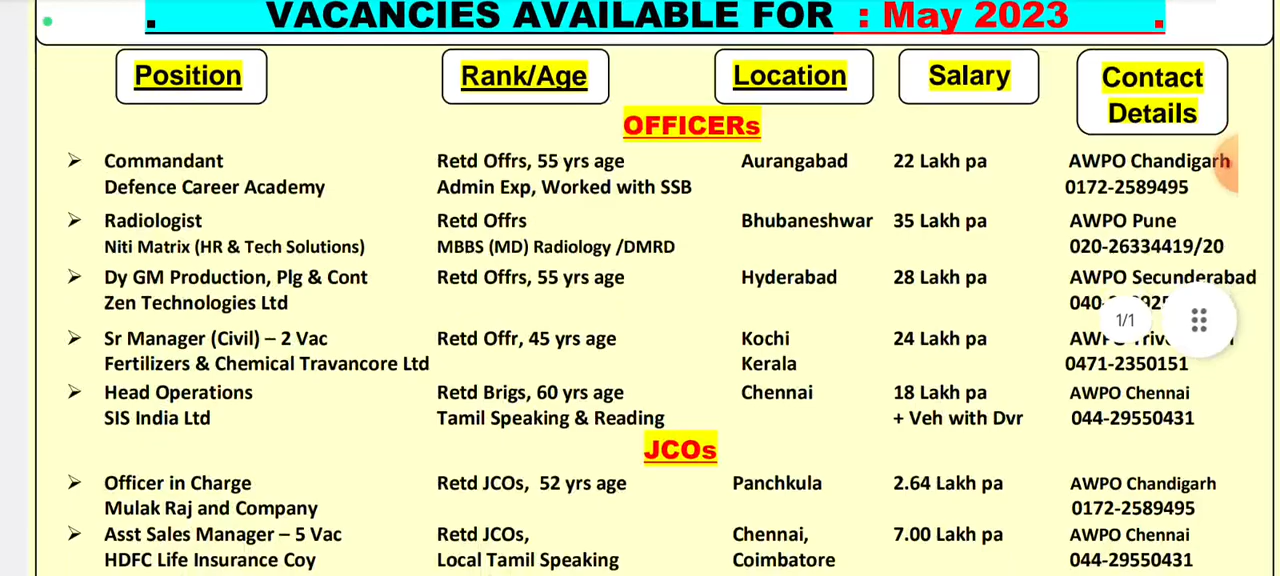 . VACANCIES AVAILABLE FOR : May 2023 .
Position Rank/Age Location Salary Contact Details
OFFICERs
➢ Commandant Retd Offrs, 55 yrs age Aurangabad 22 Lakh pa AWPO Chandigarh
Defence Career Academy Admin Exp, Worked with SSB 0172-2589495
➢ Radiologist Retd Offrs Bhubaneshwar 35 Lakh pa AWPO Pune
Niti Matrix (HR & Tech Solutions) MBBS (MD) Radiology /DMRD 020-26334419/20
➢ Dy GM Production, Plg & Cont Retd Offrs, 55 yrs age Hyderabad 28 Lakh pa AWPO Secunderabad
Zen Technologies Ltd
1/1
➢ Sr Manager (Civil) – 2 Vac Retd Offr, 45 yrs age Kochi 24 Lakh pa
Fertilizers & Chemical Travancore Ltd Kerala 0471-2350151
➢ Head Operations Retd Brigs, 60 yrs age Chennai 18 Lakh pa AWPO Chennai
SIS India Ltd Tamil Speaking & Reading + Veh with Dvr 044-29550431
JCOs
➢ Officer in Charge Retd JCOs, 52 yrs age Panchkula 2.64 Lakh pa AWPO Chandigarh
Mulak Raj and Company 0172-2589495
➢ Asst Sales Manager – 5 Vac Retd JCOs, Chennai, 7.00 Lakh pa AWPO Chennai
HDFC Life Insurance Coy Local Tamil Speaking Coimbatore 044-29550431